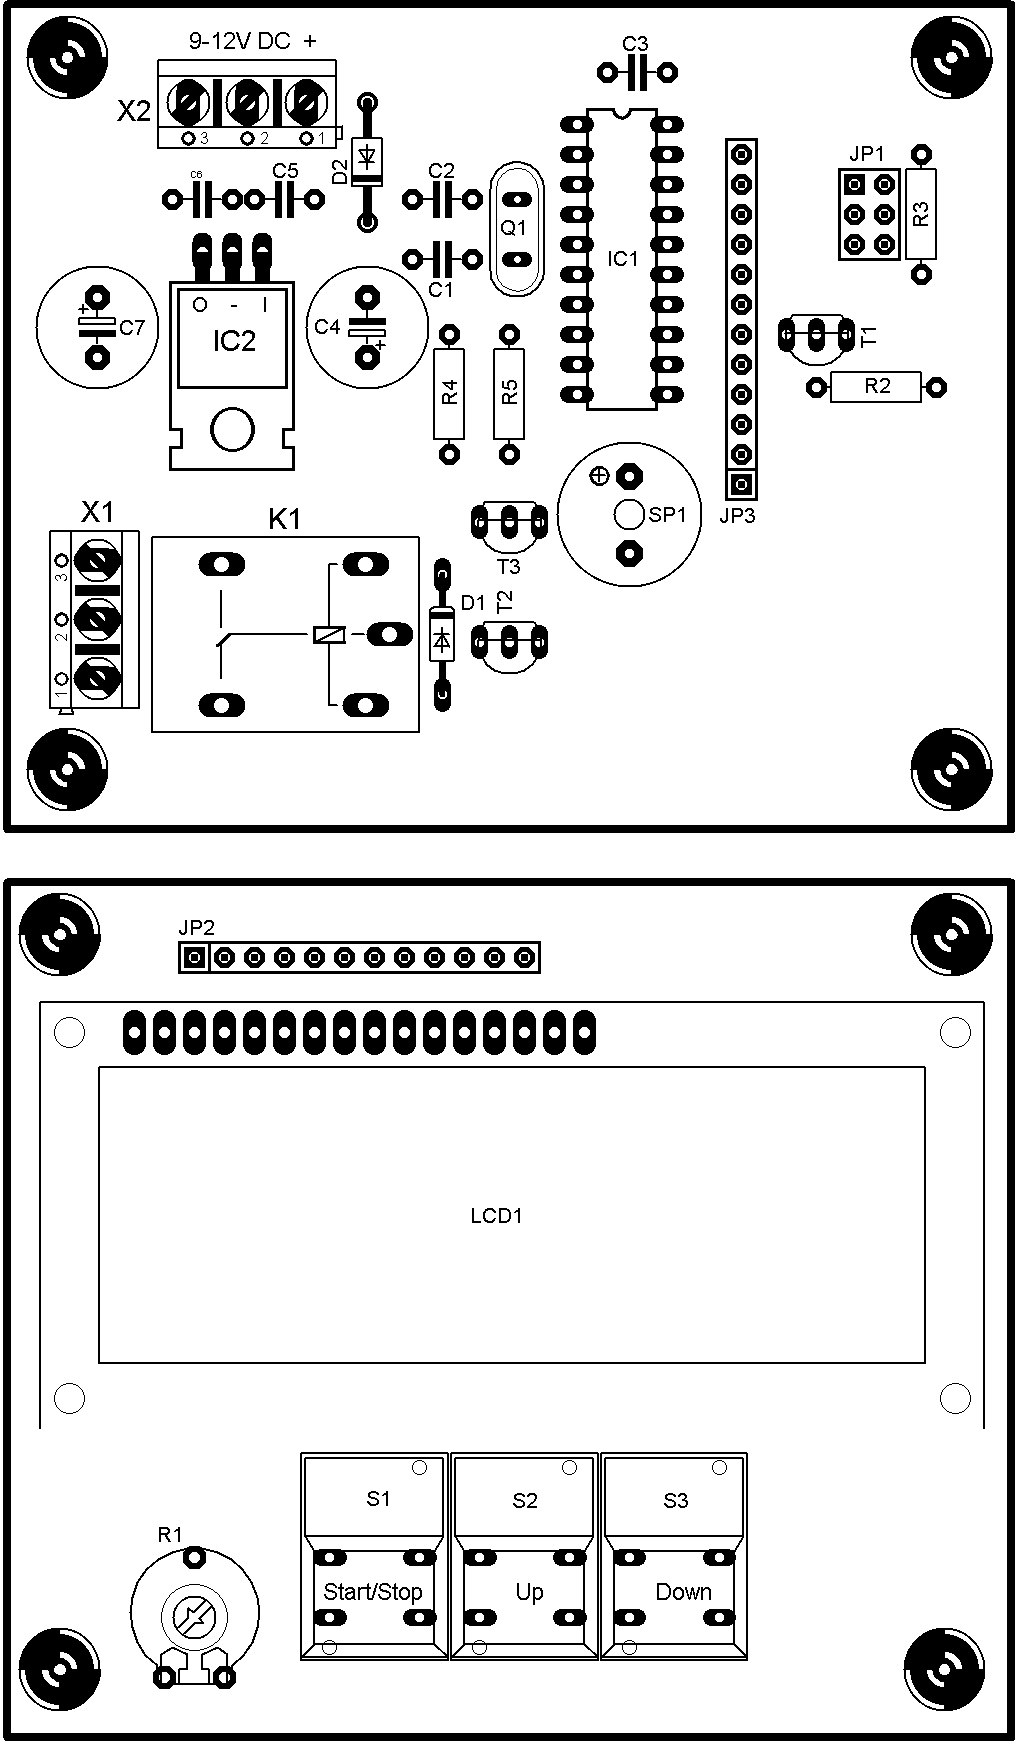 9-12V DC +
C3
X2
3 2 1
D2
JP1
C6
C5
C2
R3
Q1
IC1
C1
O - I
C7
IC2
C4
+
+
T1
R4
R5
R2
X1
K1
SP1
JP3
3
2
1
T3
D1
T2
JP2
LCD1
S1
S2
S3
R1
Start/Stop
Up
Down